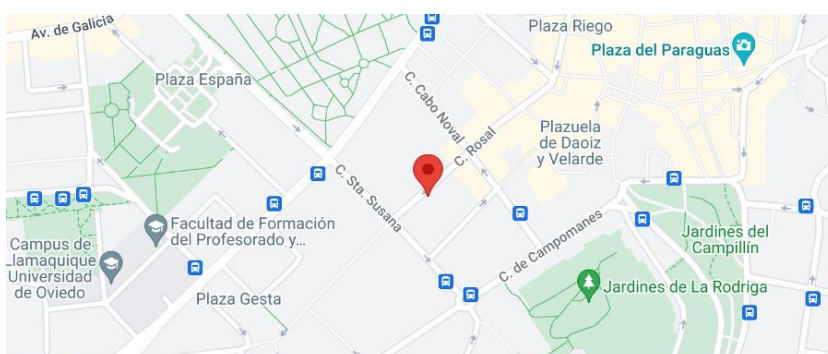 Av. de Galicia
Plaza Riego
Plaza del Paraguas
Plaza España
C. Cabo Noval
C. Rosal
Plazuela
de Daoiz
y Velarde
C. Sta. Susana
Facultad de Formación
del Profesorado y...
Campus de
Llamaquique
Universidad
de Oviedo
Plaza Gesta
C. de Campomanes
Jardines del
Campillín
Jardines de La Rodriga